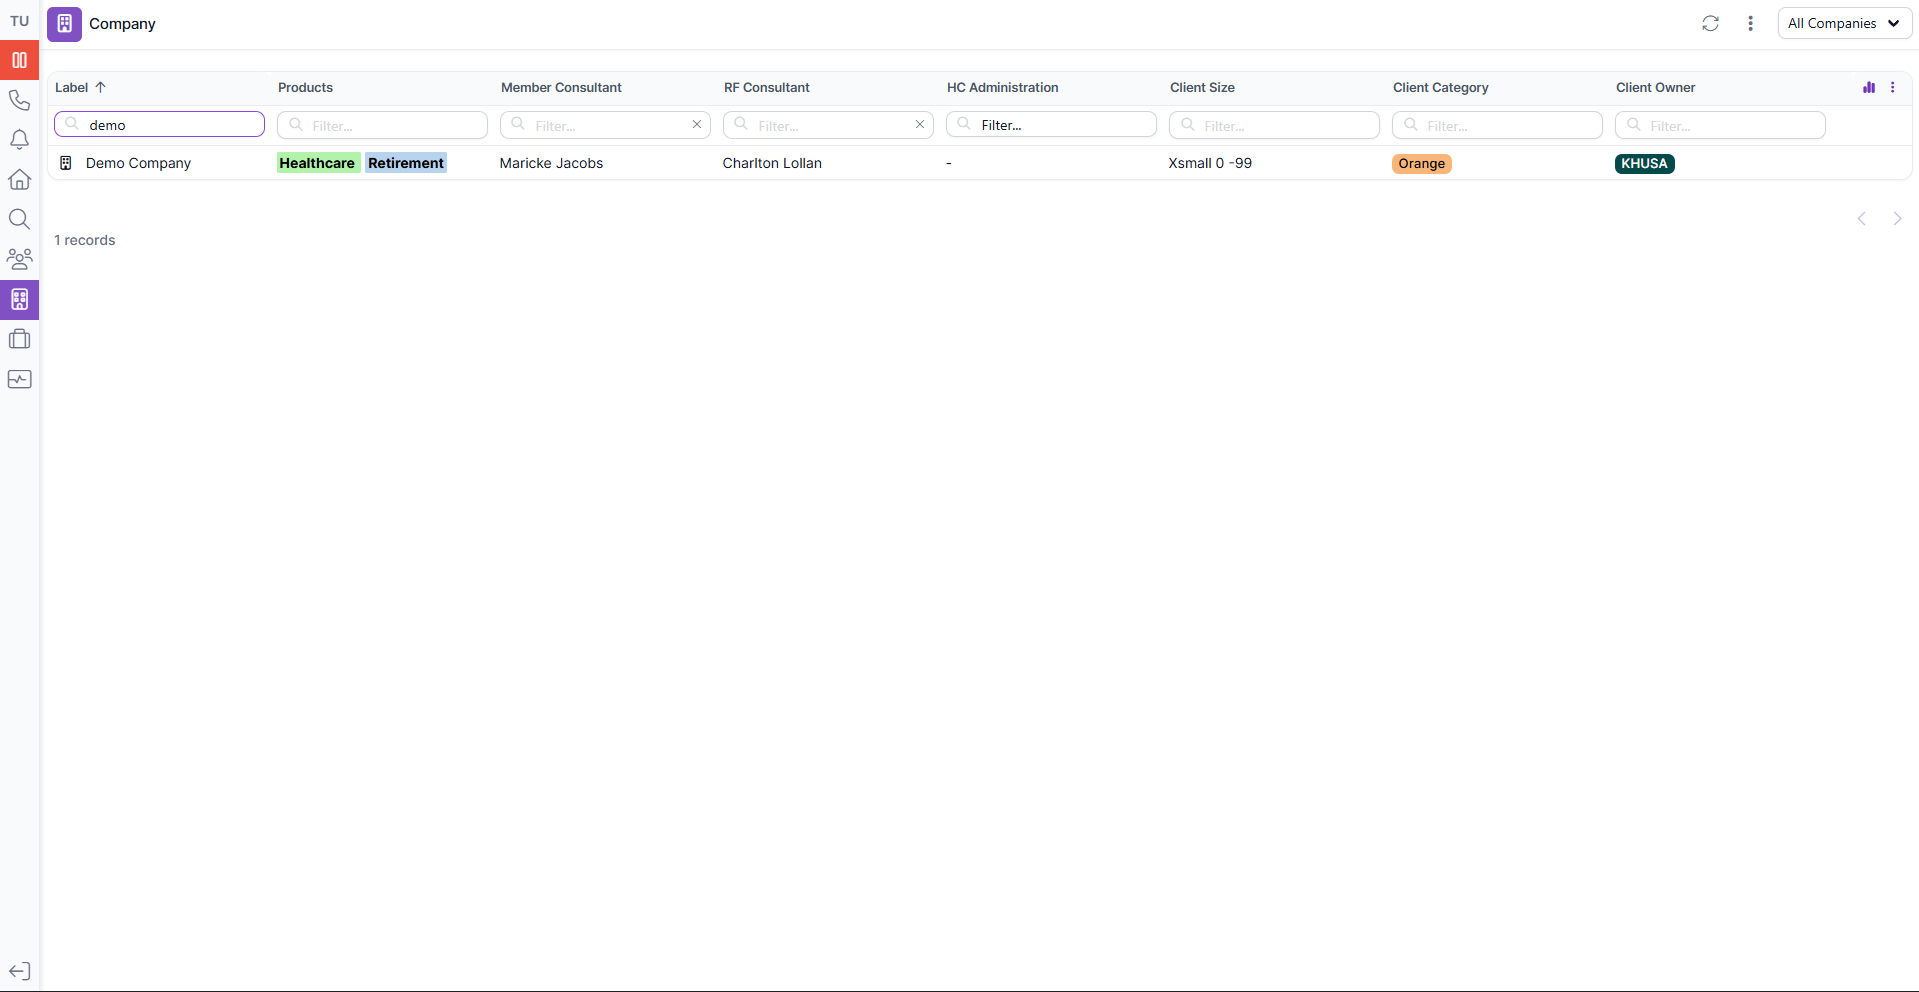 TU
Company
All Companies
Label Products Member Consultant RF Consultant HC Administration Client Size Client Category Client Owner
demo Filter... Filter... Filter... Filter... Filter... Filter... Filter...
Demo Company Healthcare Retirement Maricke Jacobs Charlton Lollan - Xsmall 0 -99 Orange KHUSA
1 records